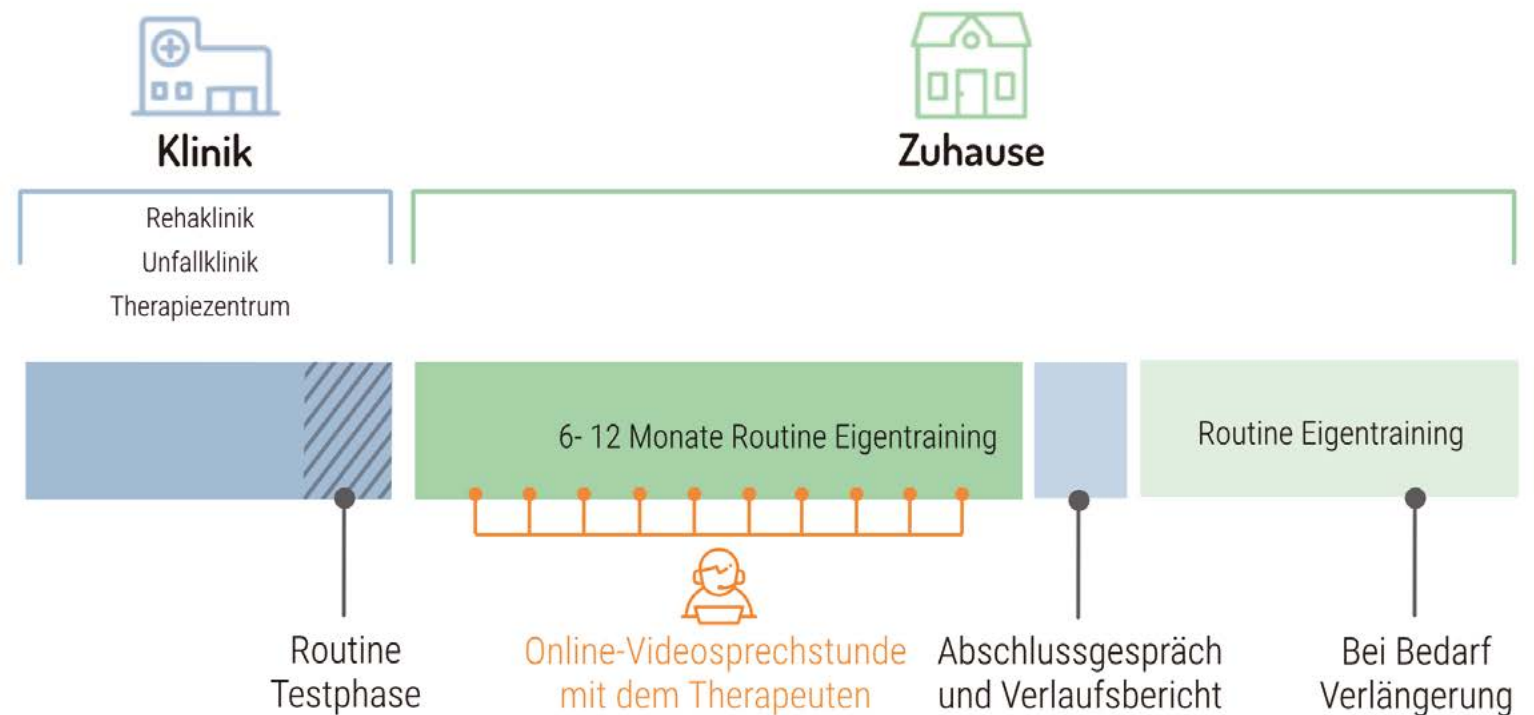 Klinik
Zuhause
Rehaklinik
Unfallklinik
Therapiezentrum
6- 12 Monate Routine Eigentraining
Routine Eigentraining
Routine
Testphase
Online-Videosprechstunde
mit dem Therapeuten
Abschlussgespräch
und Verlaufsbericht
Bei Bedarf
Verlängerung